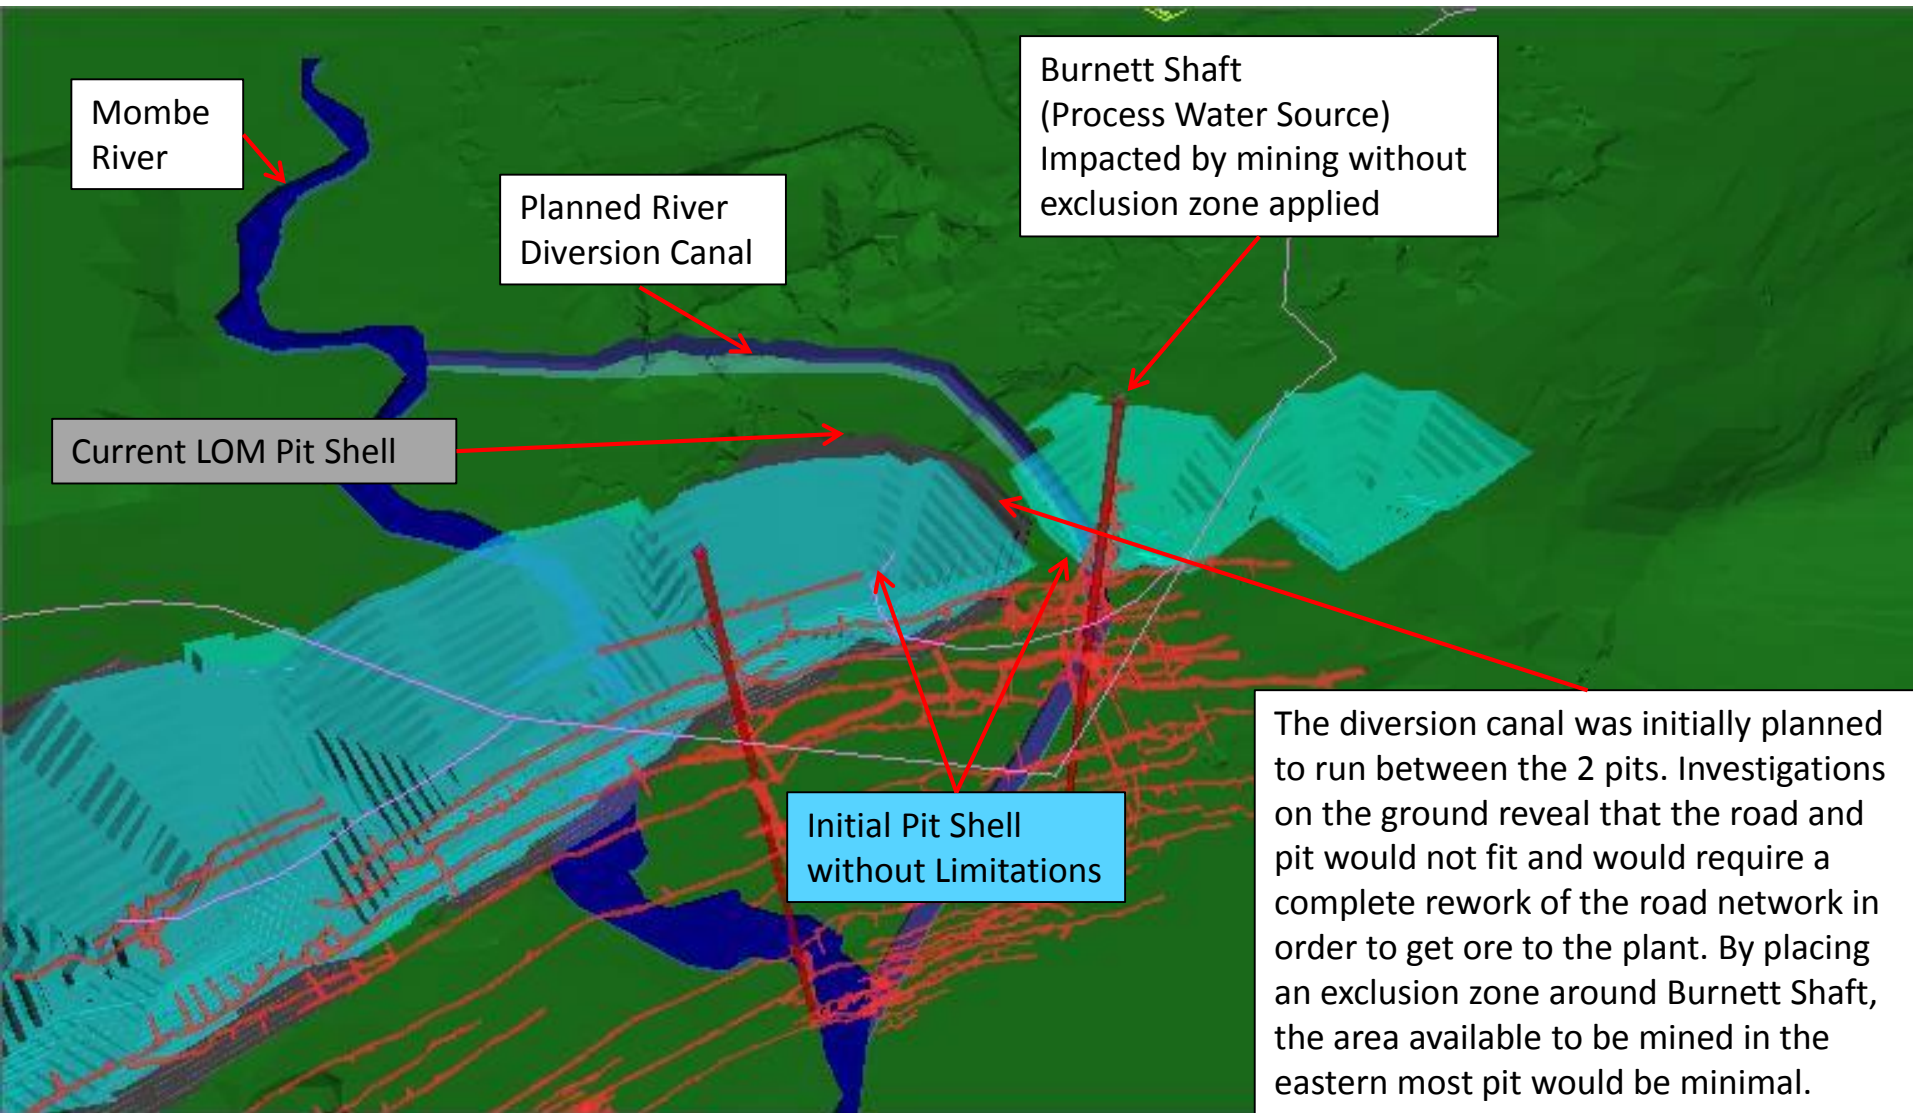 Mombe
River
Planned River
Diversion Canal
Burnett Shaft
(Process Water Source)
Impacted by mining without
exclusion zone applied
Current LOM Pit Shell
Initial Pit Shell
without Limitations
The diversion canal was initially planned
to run between the 2 pits. Investigations
on the ground reveal that the road and
pit would not fit and would require a
complete rework of the road network in
order to get ore to the plant. By placing
an exclusion zone around Burnett Shaft,
the area available to be mined in the
eastern most pit would be minimal.